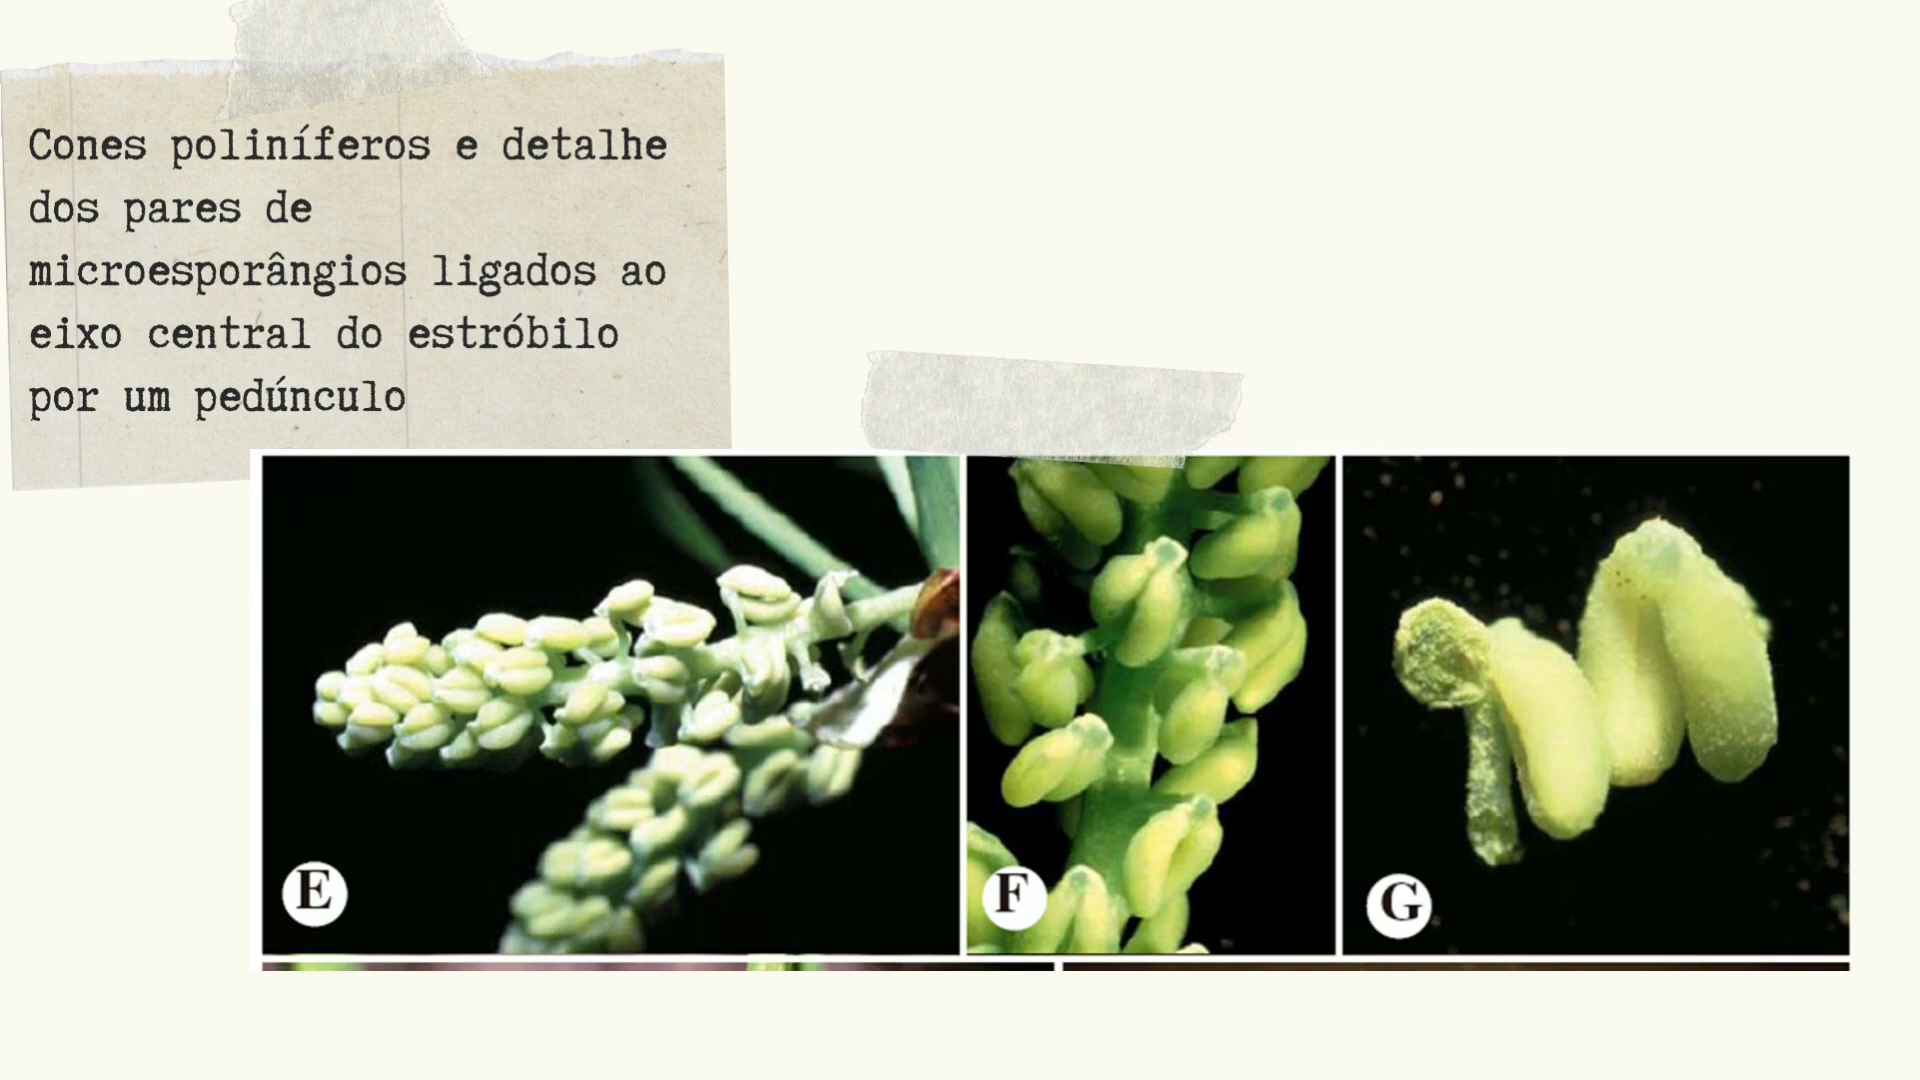 Cones poliníferos e detalhe
dos pares de
microesporângios ligados ao
eixo central do estróbilo
por um pedúnculo
E
F
G